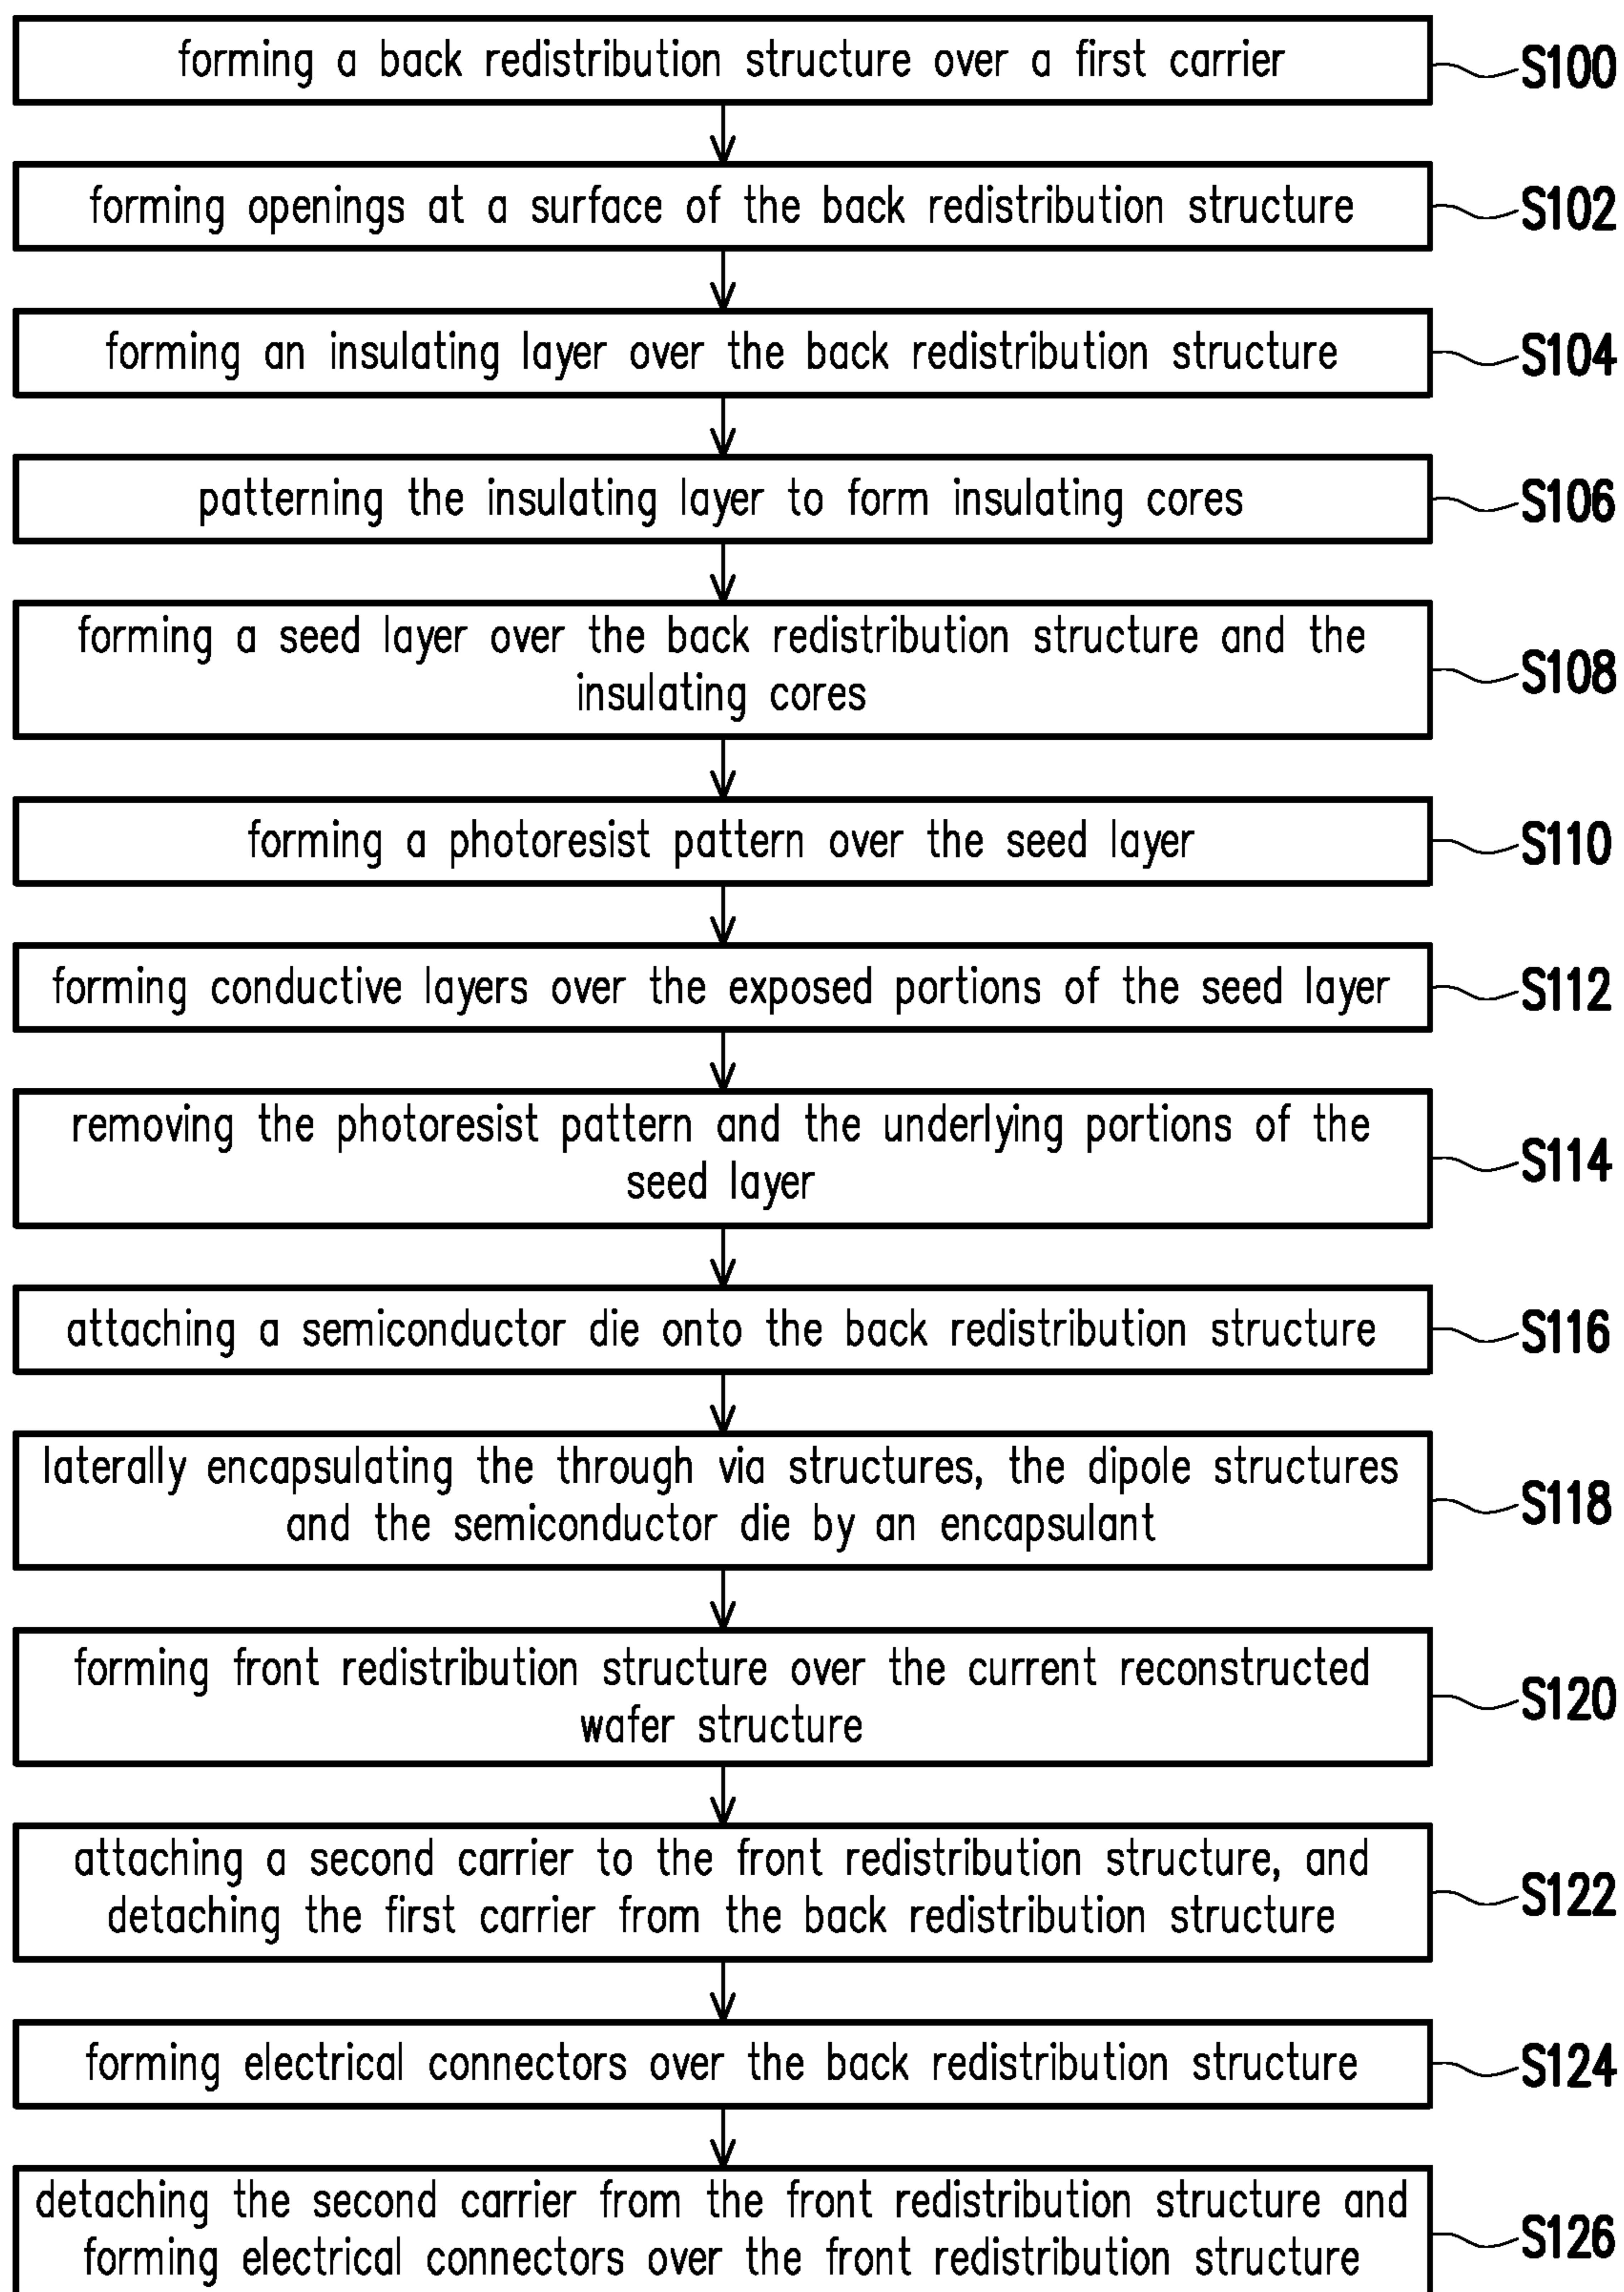 forming a back redistribution structure over a first carrier
S100
forming openings at a surface of the back redistribution structure
S102
forming an insulating layer over the back redistribution structure
S104
patterning the insulating layer to form insulating cores
S106
forming a seed layer over the back redistribution structure and the
insulating cores
S108
forming a photoresist pattern over the seed layer
S110
forming conductive layers over the exposed portions of the seed layer
S112
removing the photoresist pattern and the underlying portions of the
seed layer
S114
attaching a semiconductor die onto the back redistribution structure
S116
laterally encapsulating the through via structures, the dipole structures
and the semiconductor die by an encapsulant
S118
forming front redistribution structure over the current reconstructed
wafer structure
S120
attaching a second carrier to the front redistribution structure, and
detaching the first carrier from the back redistribution structure
S122
forming electrical connectors over the back redistribution structure
S124
detaching the second carrier from the front redistribution structure and
forming electrical connectors over the front redistribution structure
S126